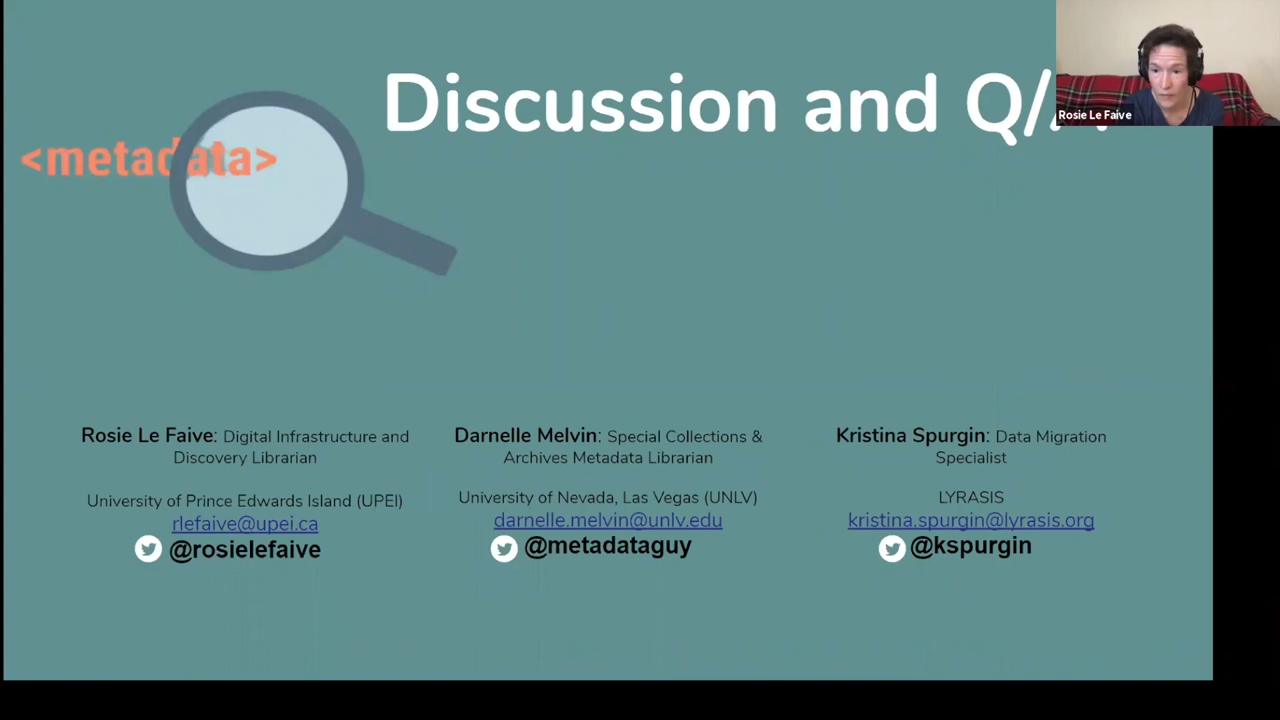 Discussion and Q/
Rosie Le Faive
<metadata>
Rosie Le Faive: Digital Infrastructure and
Discovery Librarian
University of Prince Edwards Island (UPEI)
rlefaive@upei.ca
@rosielefaive
Darnelle Melvin: Special Collections &
Archives Metadata Librarian
University of Nevada, Las Vegas (UNLV)
darnelle.melvin@unlv.edu
@metadataguy
Kristina Spurgin: Data Migration
Specialist
LYRASIS
kristina.spurgin@lyrasis.org
@kspurgin